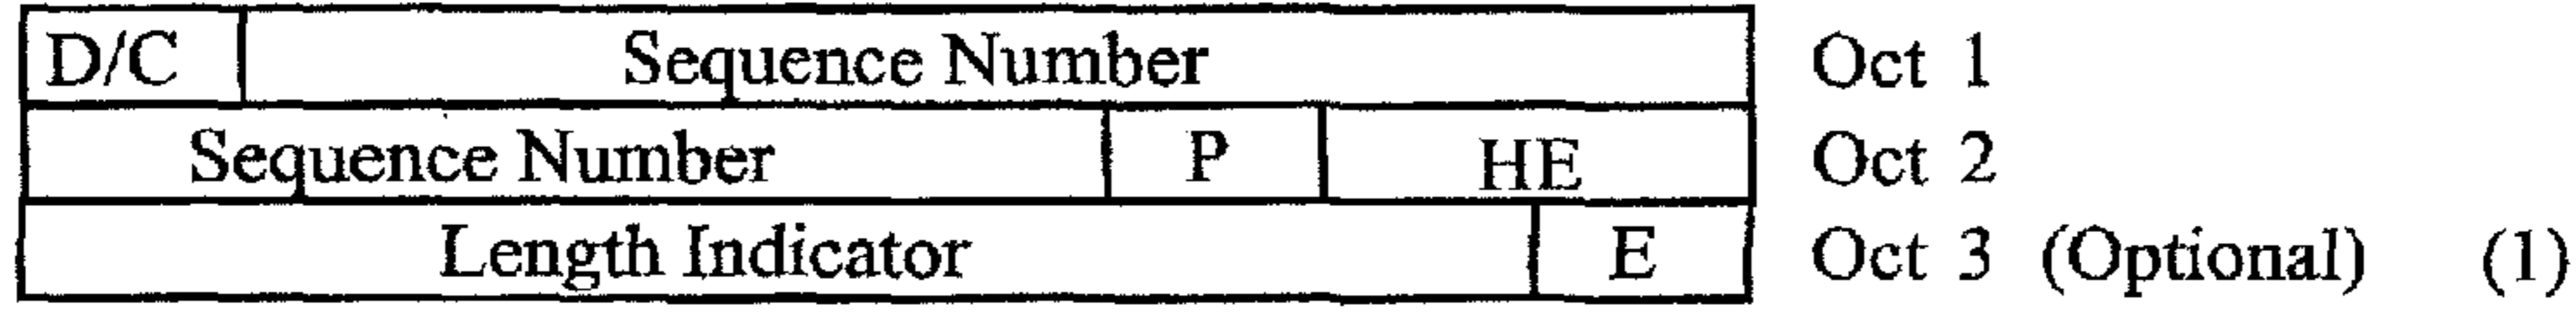 D/C Sequence Number Oct 1
Sequence Number P HE Oct 2
Length Indicator E Oct 3 (Optional) (1)